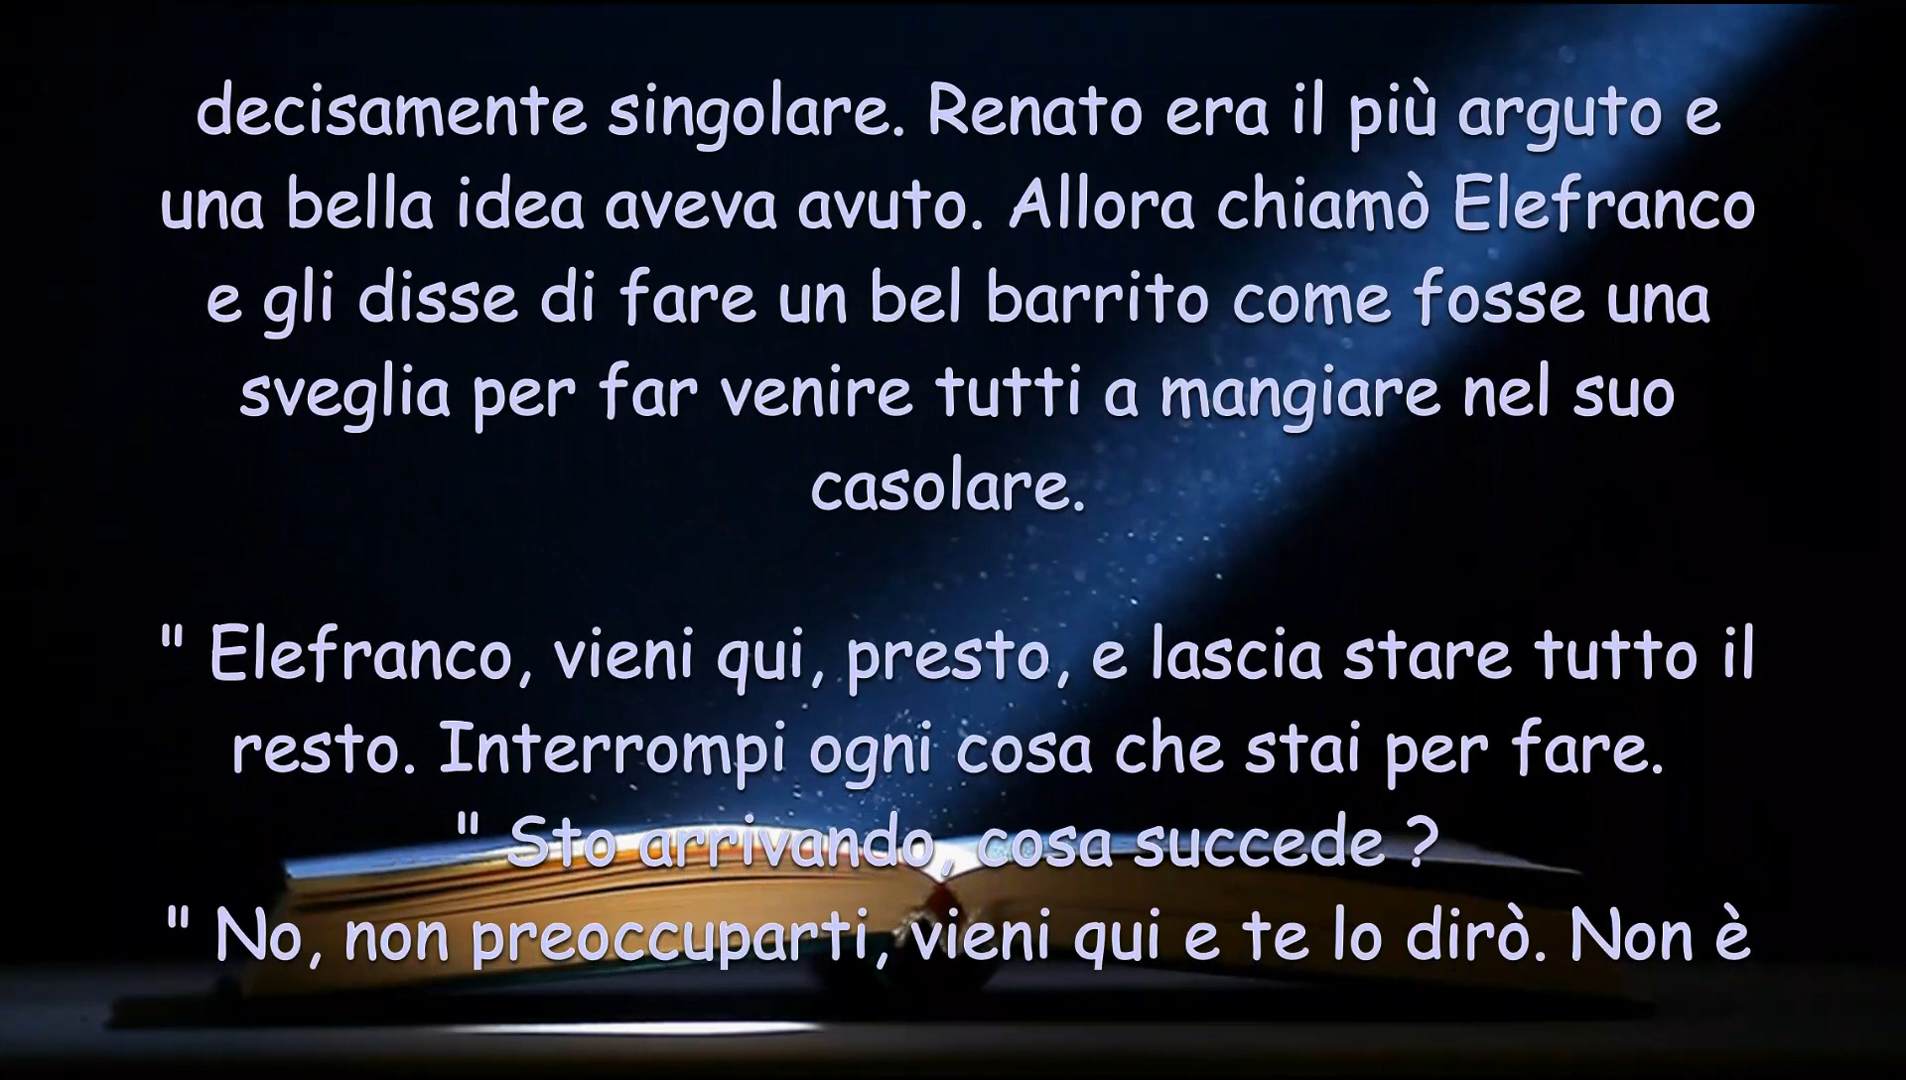 decisamente singolare. Renato era il più arguto e
una bella idea aveva avuto. Allora chiamò Elefranco
e gli disse di fare un bel barrito come fosse una
sveglia per far venire tutti a mangiare nel suo
casolare.
" Elefranco, vieni qui, presto, e lascia stare tutto il
resto. Interrompi ogni cosa che stai per fare.
" Sto arrivando, cosa succede ?
" No, non preoccuparti, vieni qui e te lo dirò. Non è